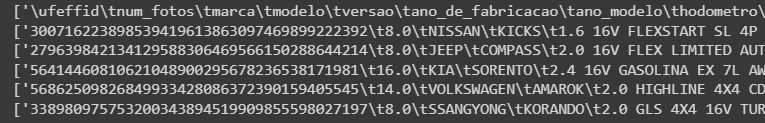 ['\ufeffid\tnum_fotos\tmarca\tmodelo\tversao\tano_de_fabricacao\tano_modelo\thodometro\
['300716223898539419613863097469899222392\t8.0\tNISSAN\tKICKS\t1.6 16V FLEXSTART SL 4P
['279639842134129588306469566150288644214\t8.0\tJEEP\tCOMPASS\t2.0 16V FLEX LIMITED AUT
['56414460810621048900295678236538171981\t16.0\tKIA\tSORENTO\t2.4 16V GASOLINA EX 7L AW
['56862509826849933428086372390159405545\t14.0\tVOLKSWAGEN\tAMAROK\t2.0 HIGHLINE 4X4 CD
['338980975753200343894519909855598027197\t8.0\tSSANGYONG\tKORANDO\t2.0 GLS 4X4 16V TUR